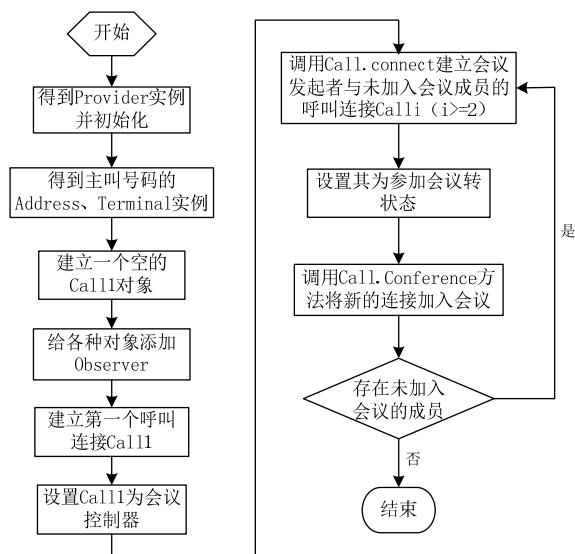 开始
得到Provider实例
并初始化
得到主叫号码的
Address、Terminal实例
建立一个空的
Call1对象
给各种对象添加
Observer
建立第一个呼叫
连接Call1
设置Call1为会议
控制器
调用Call.connect建立会议
发起者与未加入会议成员的
呼叫连接Calli（i>=2）
设置其为参加会议转
状态
调用Call.Conference方
法将新的连接加入会议
存在未加入
会议的成员
是
否
结束